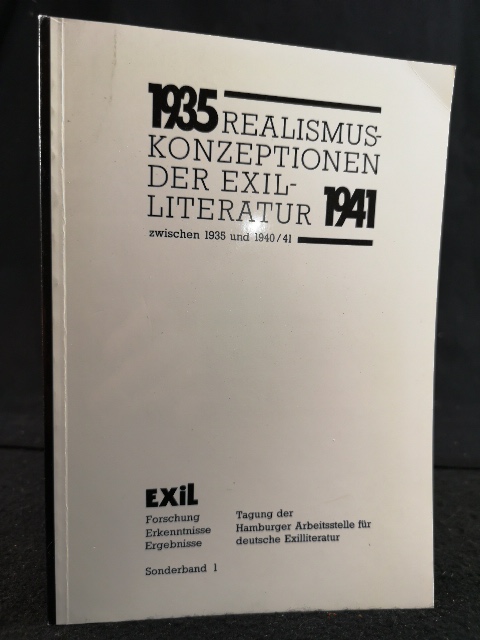 1935 REALISMUS-
KONZEPTIONEN
DER EXIL-
LITERATUR 1941
zwischen 1935 und 1940/41
EXiL
Forschung
Erkenntnisse
Ergebnisse
Sonderband 1
Tagung der
Hamburger Arbeitsstelle für
deutsche Exilliteratur